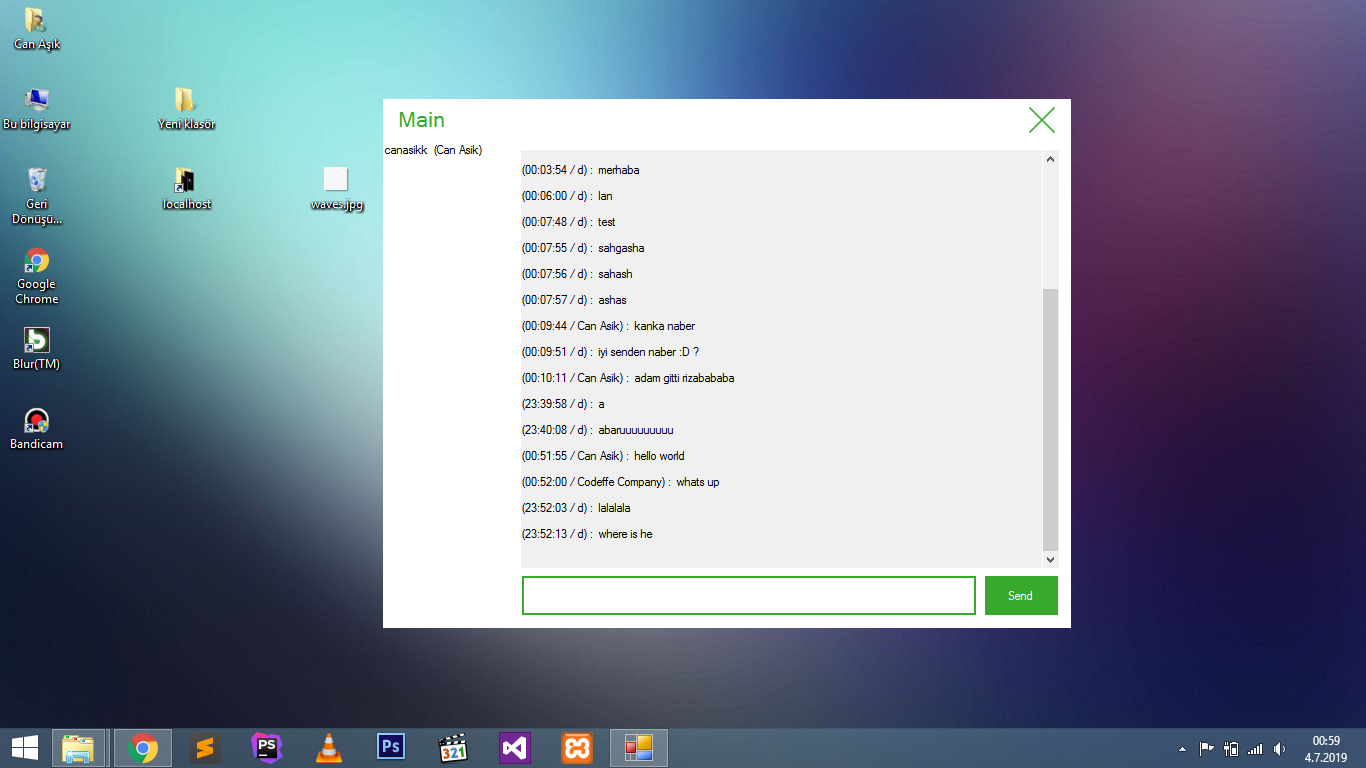 Can Aşık
Bu bilgisayar
Yeni klasör
Geri
Dönüşü...
localhost
waves.jpg
Google
Chrome
Blur(TM)
Bandicam
Main
canasikk (Can Asik)
(00:03:54 / d) : merhaba
(00:06:00 / d) : lan
(00:07:48 / d) : test
(00:07:55 / d) : sahgasha
(00:07:56 / d) : sahash
(00:07:57 / d) : ashas
(00:09:44 / Can Asik) : kanka naber
(00:09:51 / d) : iyi senden naber :D ?
(00:10:11 / Can Asik) : adam gitti rizabababa
(23:39:58 / d) : a
(23:40:08 / d) : abaruuuuuuuuu
(00:51:55 / Can Asik) : hello world
(00:52:00 / Codeffe Company) : whats up
(23:52:03 / d) : lalalala
(23:52:13 / d) : where is he
Send
PS
Ps
321
00:59
4.7.2019